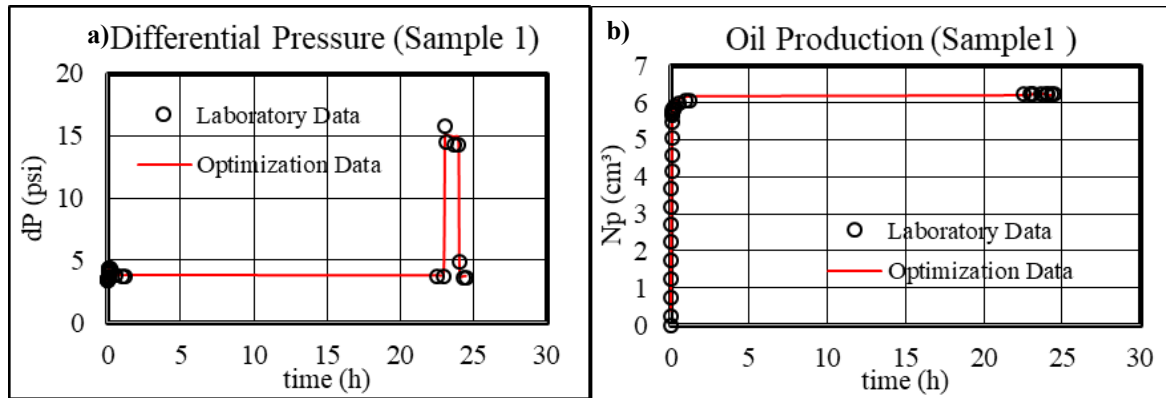 a) Differential Pressure (Sample 1)
20
15
10
5
0
dP (psi)
Laboratory Data
Optimization Data
0 5 10 15 20 25 30
time (h)
b) Oil Production (Sample1 )
7
6
5
4
3
2
1
0
Np (cm³)
Laboratory Data
Optimization Data
0 5 10 15 20 25 30
time (h)